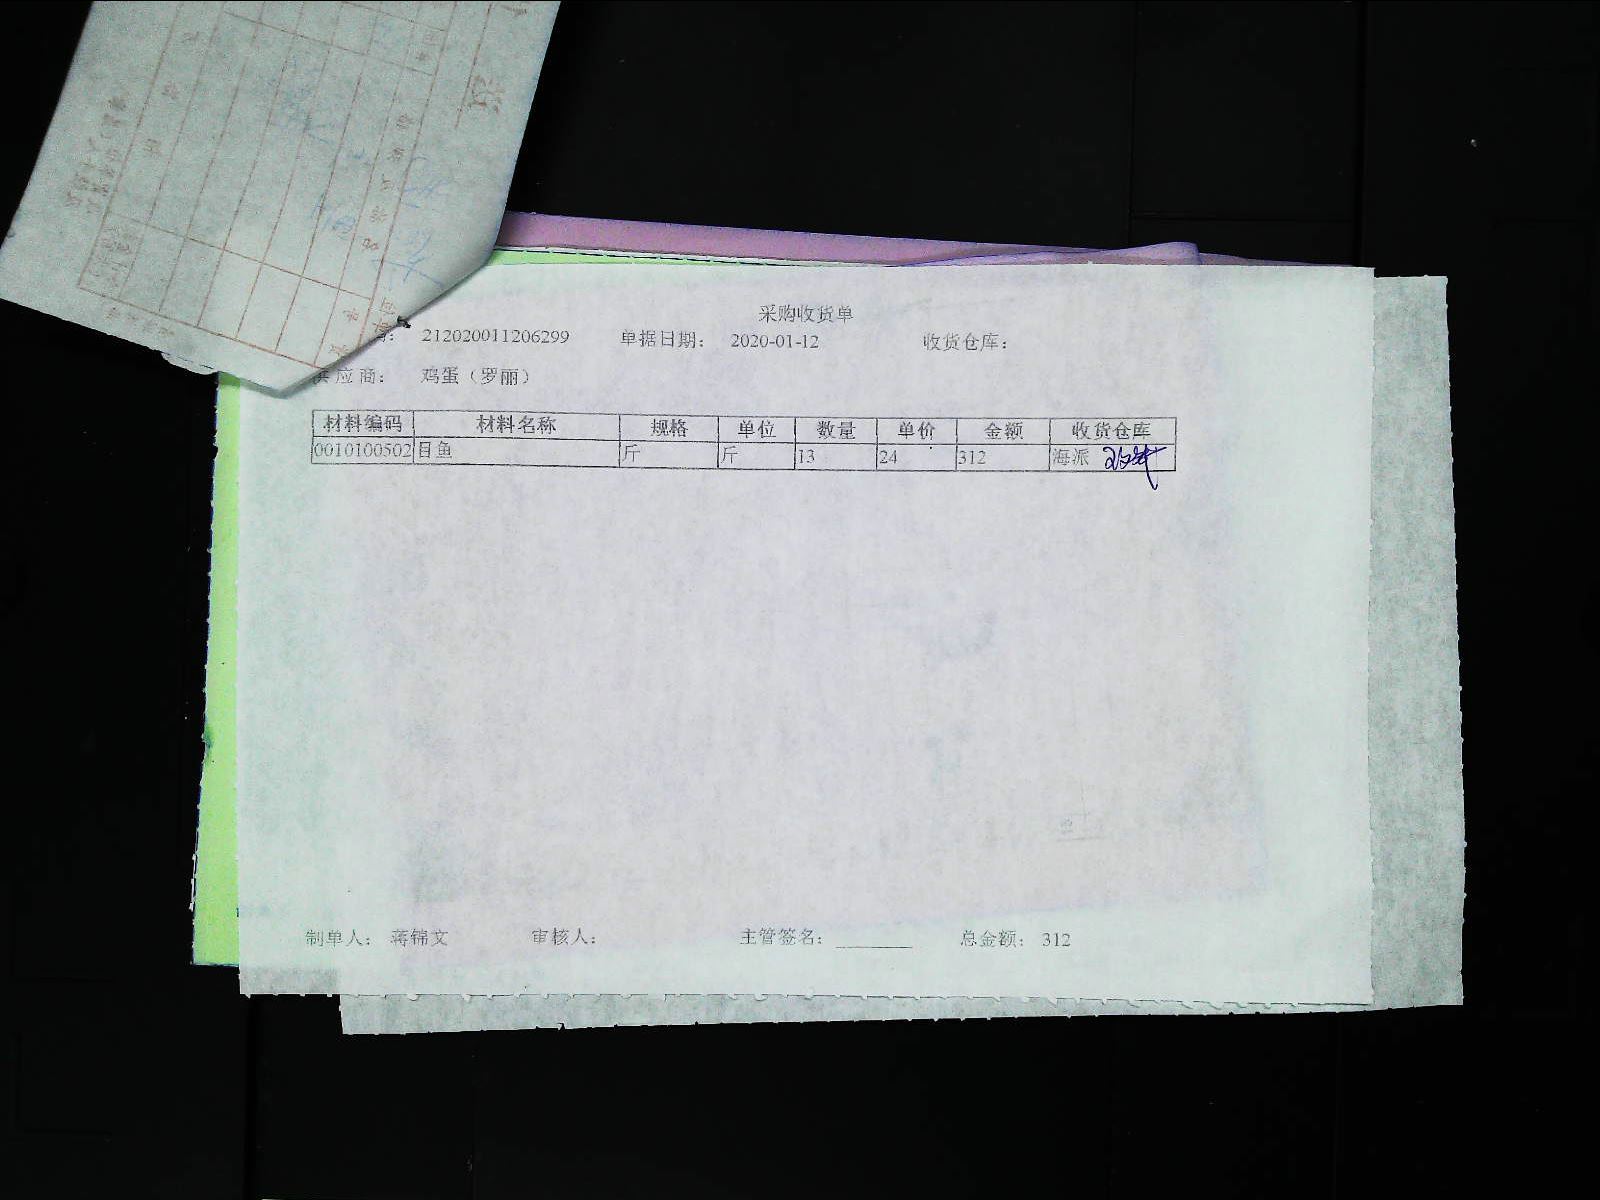 采购收货单
号： 212020011206299 单据日期： 2020-01-12 收货仓库：
供应商： 鸡蛋（罗丽）
材料编码 材料名称 规格 单位 数量 单价 金额 收货仓库
0010100502 目鱼 斤 斤 13 24 312 海派
制单人： 蒋锦文 审核人： 主管签名： ______ 总金额： 312